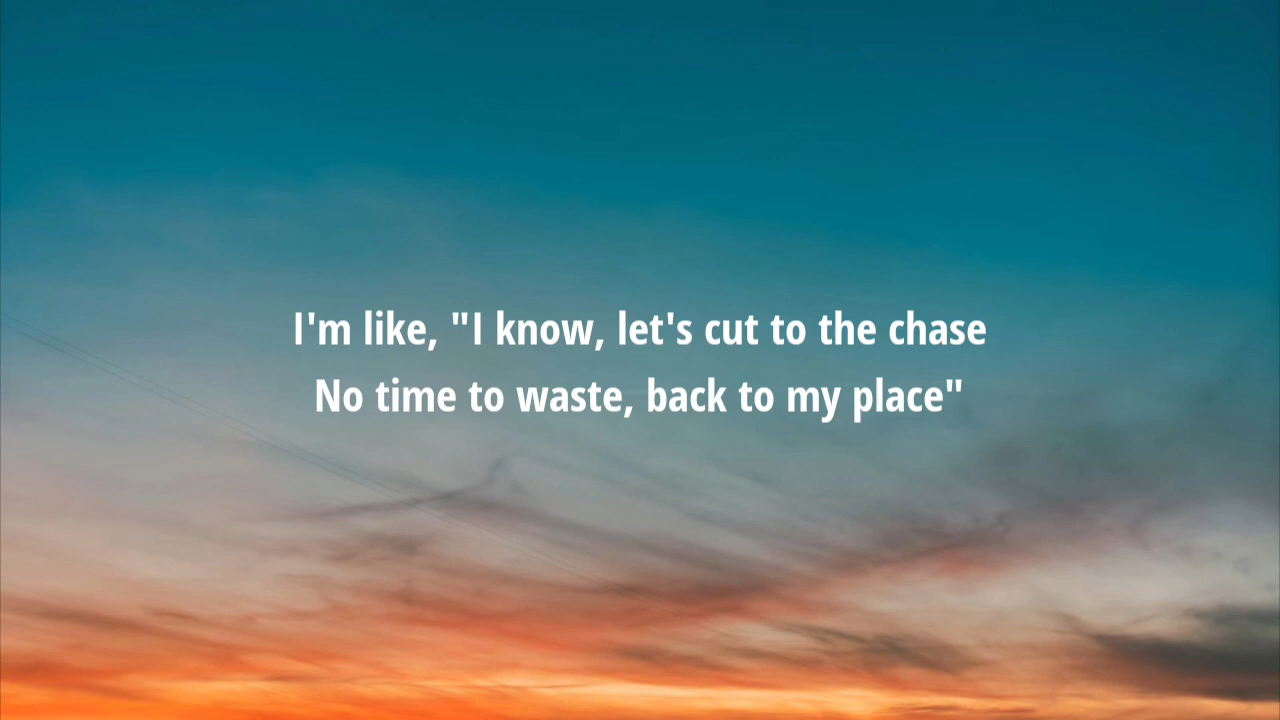 I'm like, "I know, let's cut to the chase
No time to waste, back to my place"